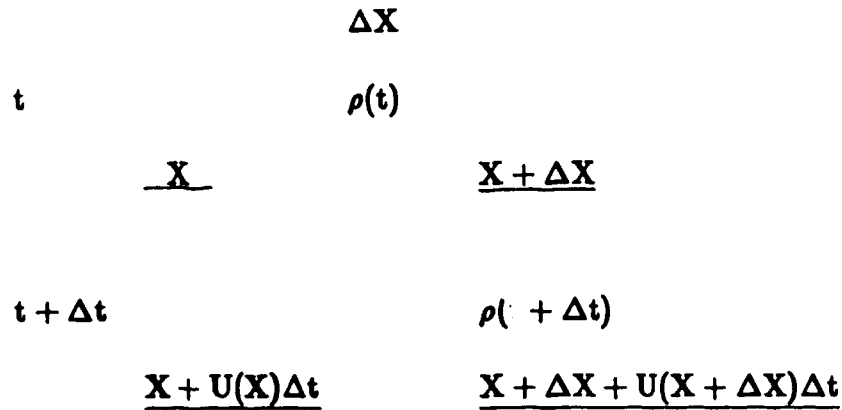 ΔX
t ρ(t)
X X + ΔX
t + Δt ρ( + Δt)
X + U(X)Δt X + ΔX + U(X + ΔX)Δt